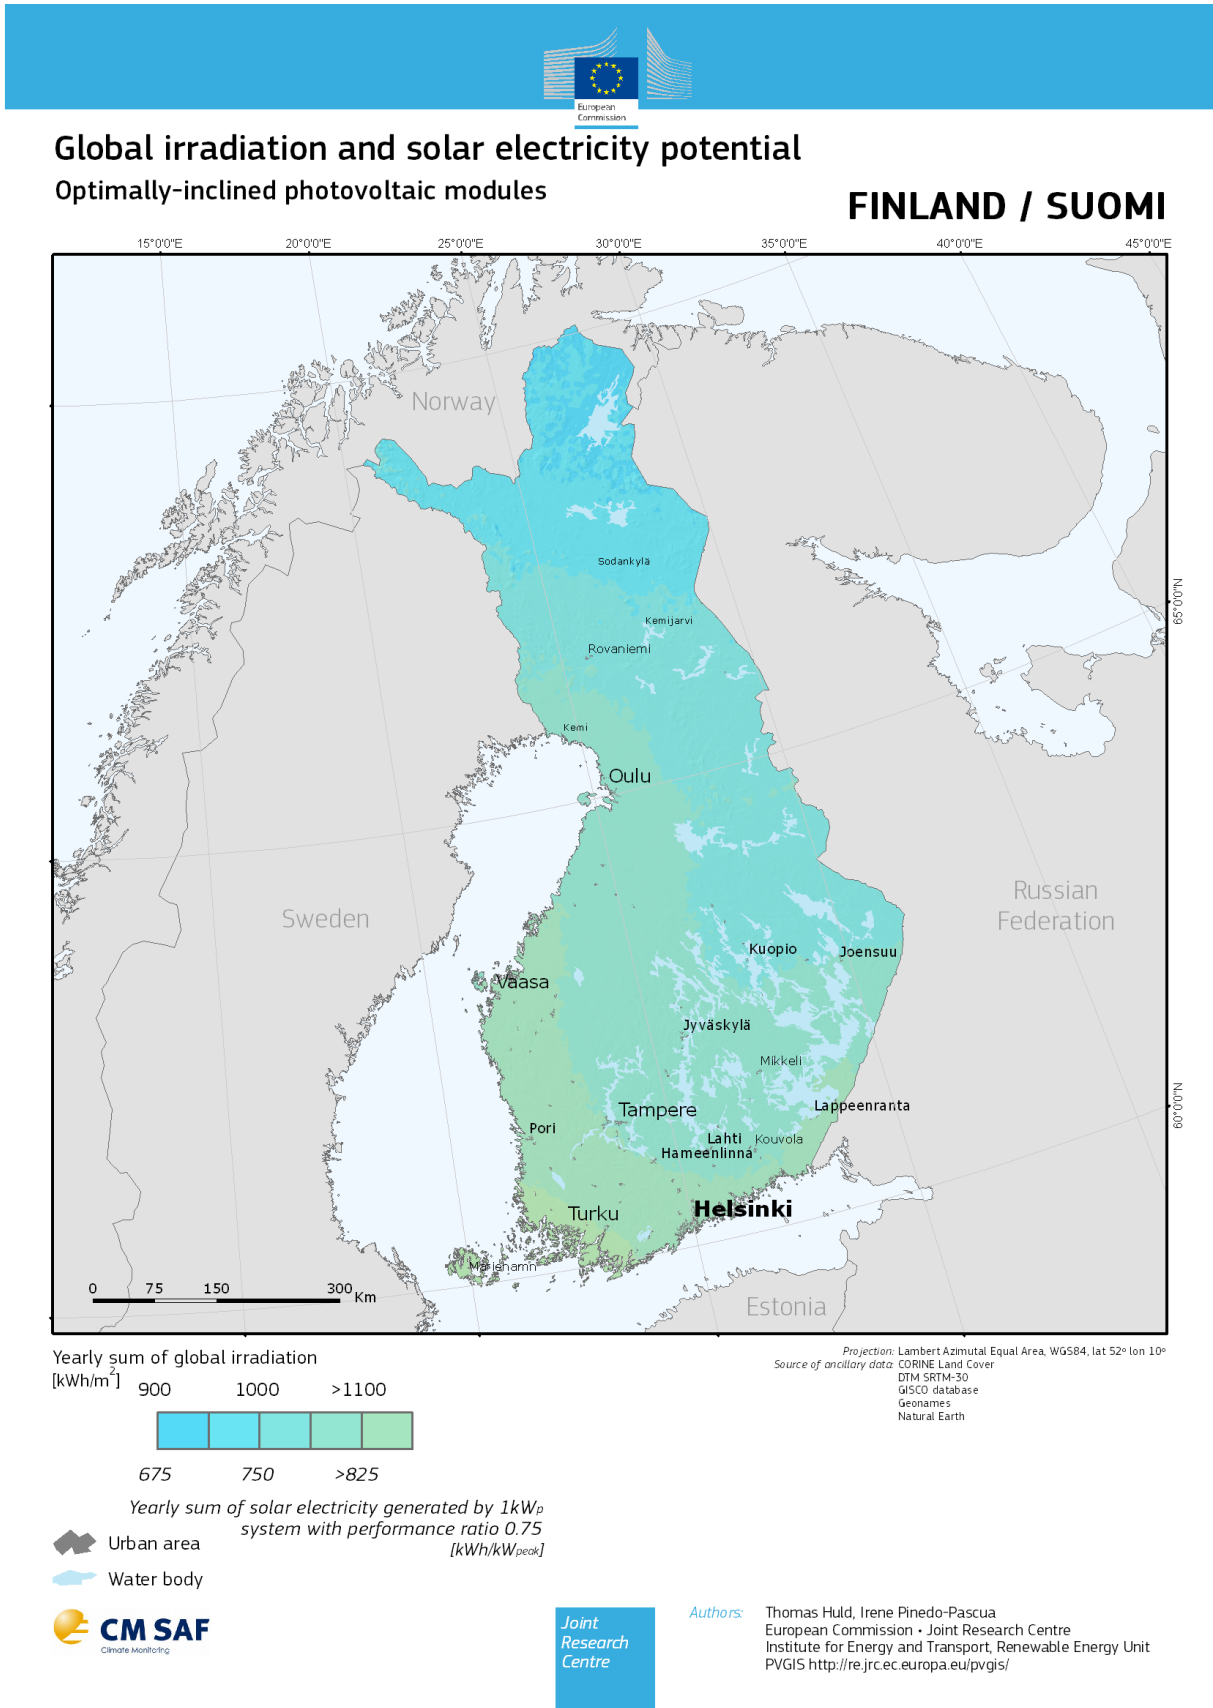 European
Commission
Global irradiation and solar electricity potential
Optimally-inclined photovoltaic modules
FINLAND / SUOMI
15°0'0"E 20°0'0"E 25°0'0"E 30°0'0"E 35°0'0"E 40°0'0"E 45°0'0"E
Norway
Sodankylä
65°0'0"N
Kemijarvi
Rovaniemi
Kemi
Oulu
Russian
Federation
Sweden
Kuopio
Joensuu
Vaasa
Jyväskylä
Mikkeli
Tampere
Lappeenranta
60°0'0"N
Pori
Lahti
Kouvola
Hameenlinna
Helsinki
Turku
Mariehamn
0 75 150 300 Km
Estonia
Yearly sum of global irradiation
[kWh/m²]
900 1000 >1100
675 750 >825
Yearly sum of solar electricity generated by 1kWp
system with performance ratio 0.75
[kWh/kWpeak]
Urban area
Water body
Projection: Lambert Azimutal Equal Area, WGS84, lat 52º lon 10º
Source of ancillary data: CORINE Land Cover
DTM SRTM-30
GISCO database
Geonames
Natural Earth
CM SAF
Climate Monitoring
Joint
Research
Centre
Authors: Thomas Huld, Irene Pinedo-Pascua
European Commission • Joint Research Centre
Institute for Energy and Transport, Renewable Energy Unit
PVGIS http://re.jrc.ec.europa.eu/pvgis/